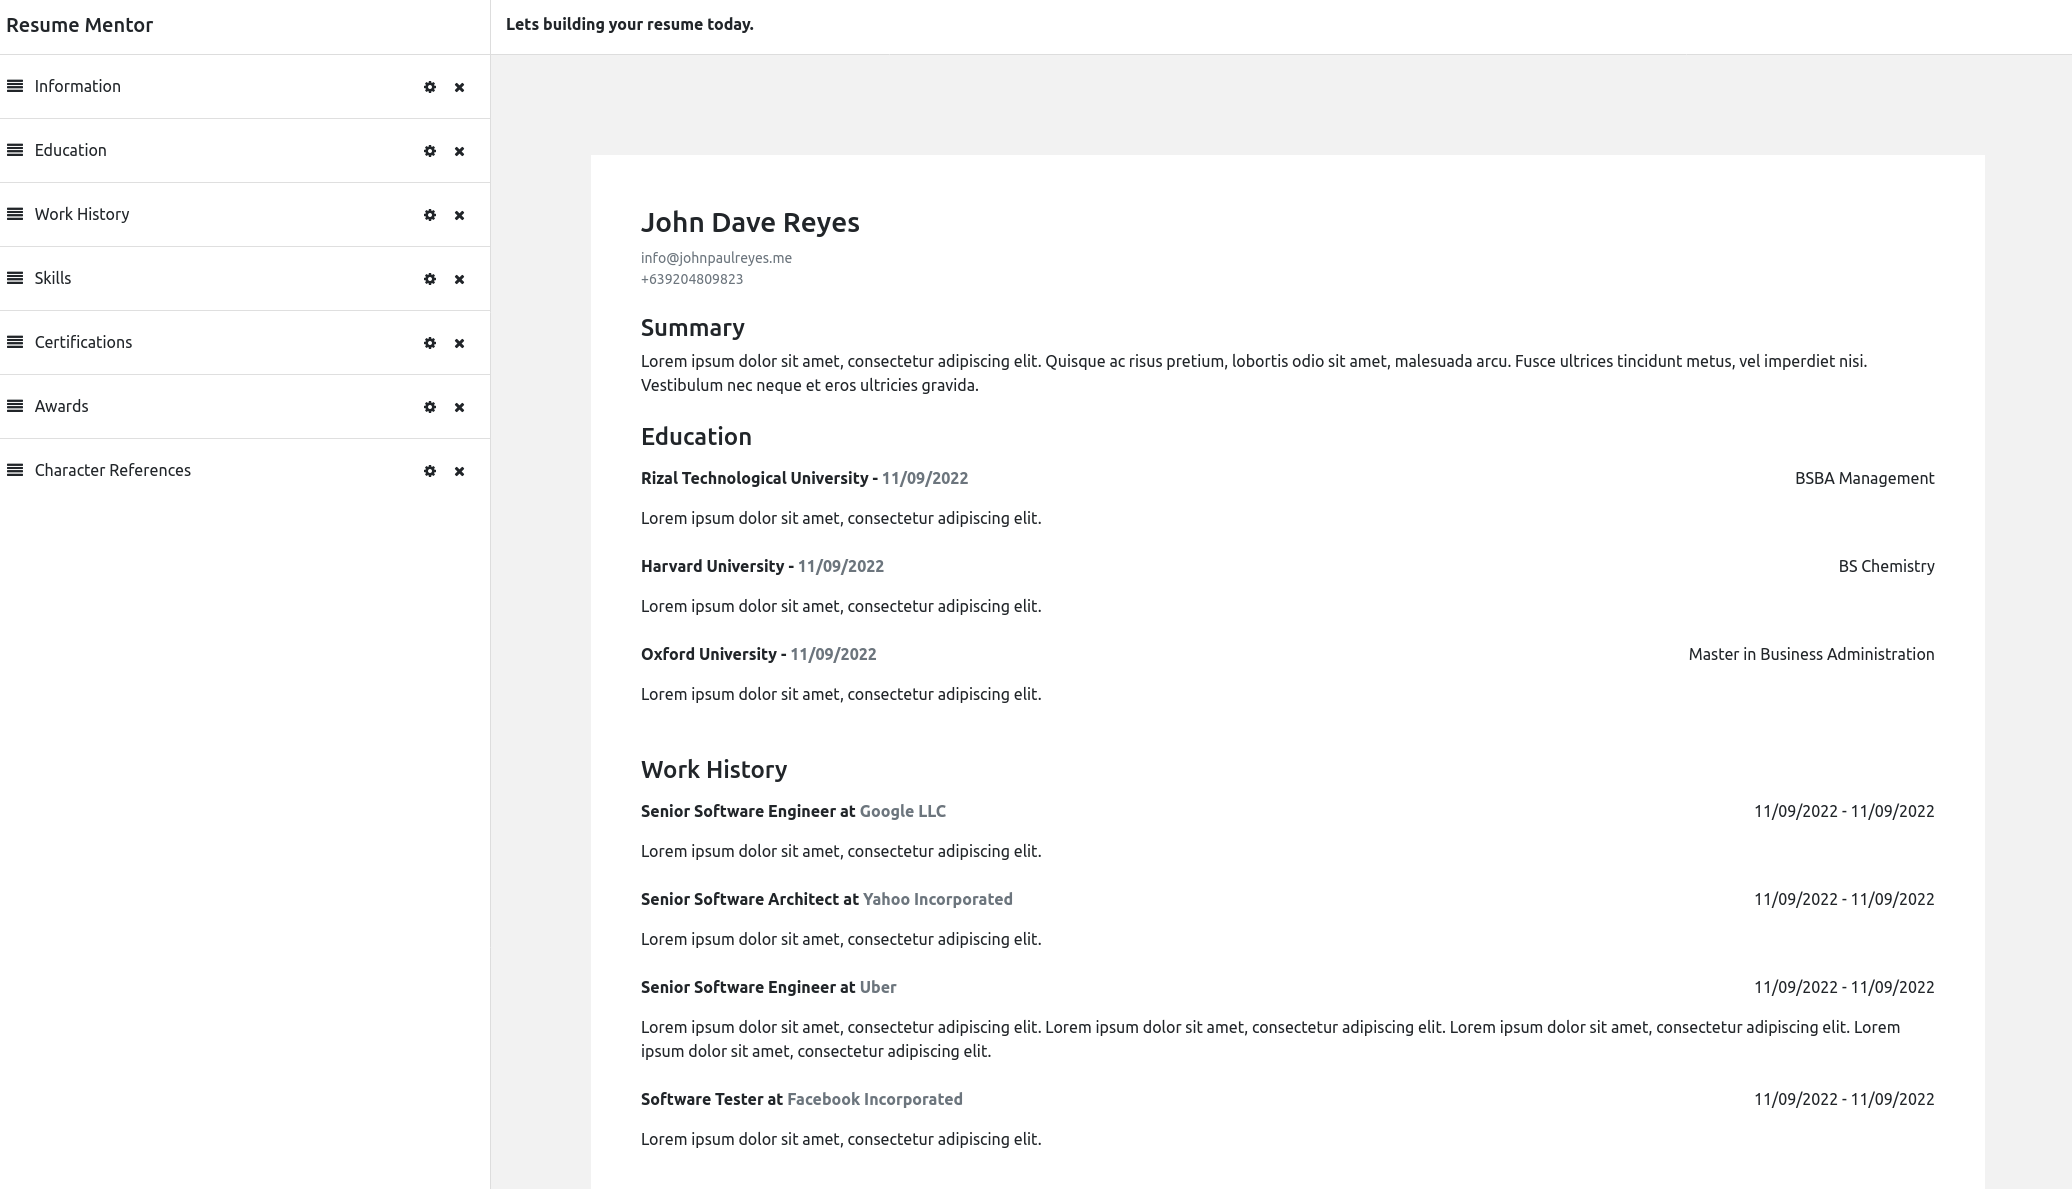 Resume Mentor
Lets building your resume today.
Information
Education
Work History
Skills
Certifications
Awards
Character References
John Dave Reyes
info@johnpaulreyes.me
+639204809823
Summary
Lorem ipsum dolor sit amet, consectetur adipiscing elit. Quisque ac risus pretium, lobortis odio sit amet, malesuada arcu. Fusce ultrices tincidunt metus, vel imperdiet nisi.
Vestibulum nec neque et eros ultricies gravida.
Education
Rizal Technological University - 11/09/2022 BSBA Management
Lorem ipsum dolor sit amet, consectetur adipiscing elit.
Harvard University - 11/09/2022 BS Chemistry
Lorem ipsum dolor sit amet, consectetur adipiscing elit.
Oxford University - 11/09/2022 Master in Business Administration
Lorem ipsum dolor sit amet, consectetur adipiscing elit.
Work History
Senior Software Engineer at Google LLC 11/09/2022 - 11/09/2022
Lorem ipsum dolor sit amet, consectetur adipiscing elit.
Senior Software Architect at Yahoo Incorporated 11/09/2022 - 11/09/2022
Lorem ipsum dolor sit amet, consectetur adipiscing elit.
Senior Software Engineer at Uber 11/09/2022 - 11/09/2022
Lorem ipsum dolor sit amet, consectetur adipiscing elit. Lorem ipsum dolor sit amet, consectetur adipiscing elit. Lorem ipsum dolor sit amet, consectetur adipiscing elit. Lorem
ipsum dolor sit amet, consectetur adipiscing elit.
Software Tester at Facebook Incorporated 11/09/2022 - 11/09/2022
Lorem ipsum dolor sit amet, consectetur adipiscing elit.